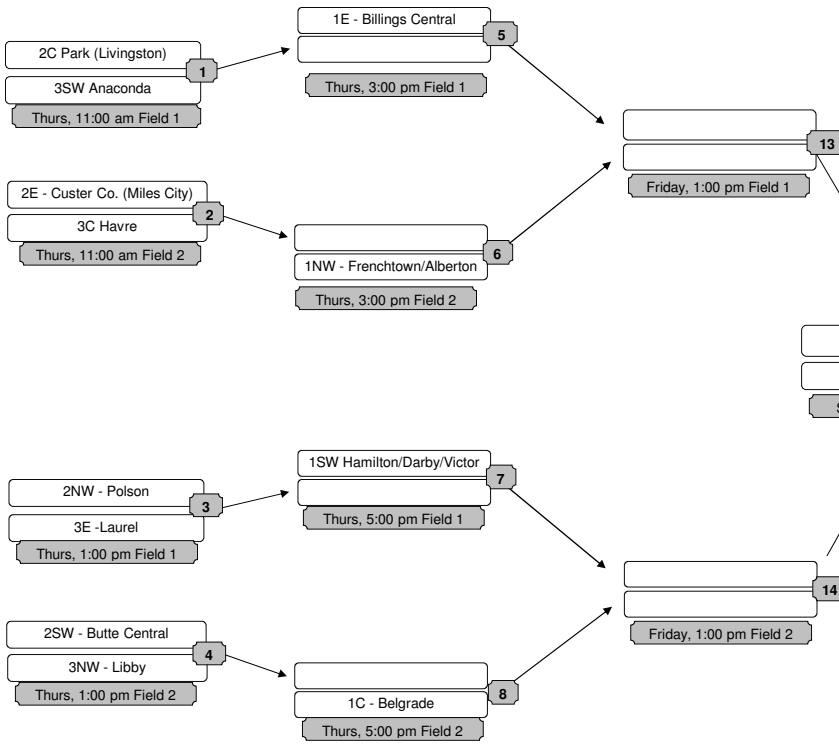 1E - Billings Central
5
2C Park (Livingston)
1
3SW Anaconda
Thurs, 3:00 pm Field 1
Thurs, 11:00 am Field 1
13
Friday, 1:00 pm Field 1
2E - Custer Co. (Miles City)
2
3C Havre
Thurs, 11:00 am Field 2
6
1NW - Frenchtown/Alberton
Thurs, 3:00 pm Field 2
S
1SW Hamilton/Darby/Victor
7
2NW - Polson
3
3E -Laurel
Thurs, 5:00 pm Field 1
Thurs, 1:00 pm Field 1
14
Friday, 1:00 pm Field 2
2SW - Butte Central
4
3NW - Libby
Thurs, 1:00 pm Field 2
8
1C - Belgrade
Thurs, 5:00 pm Field 2